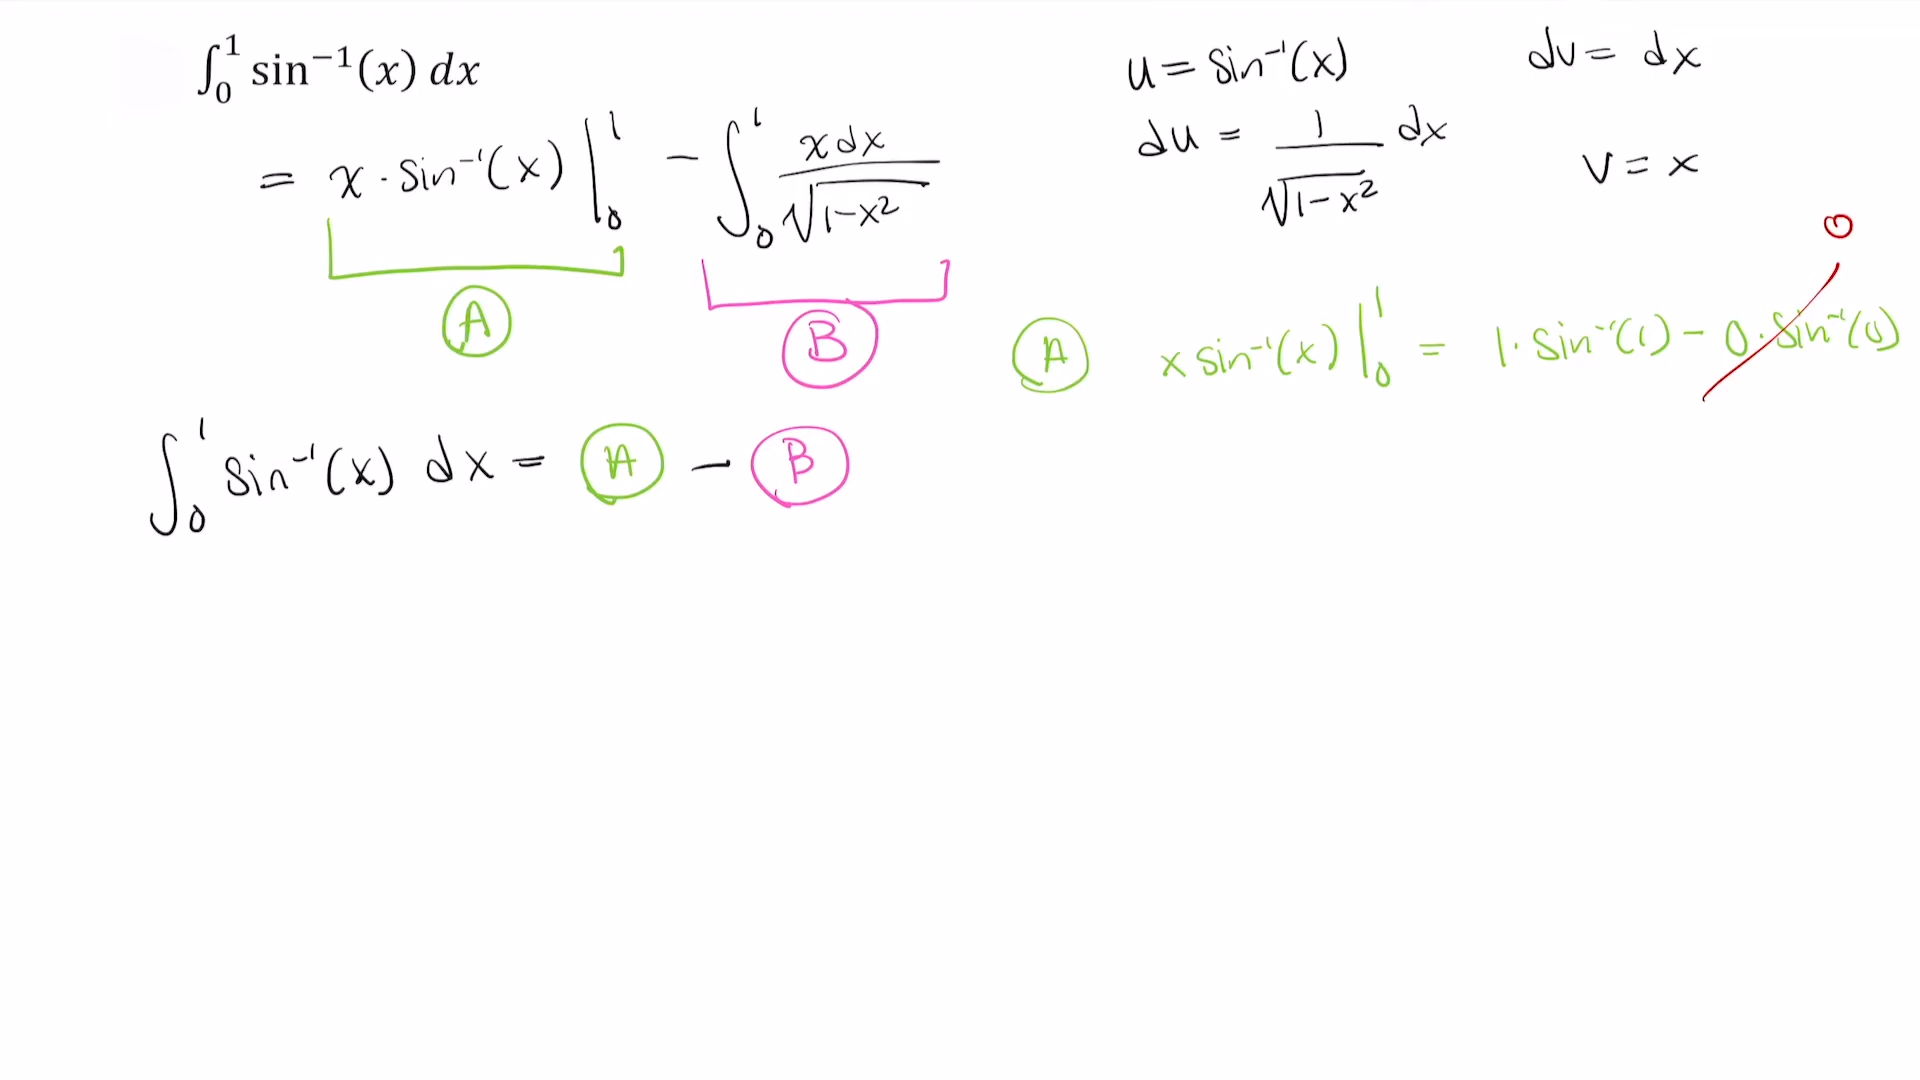 ∫₀¹ sin⁻¹(x) dx
= x · sin⁻¹(x) |₀¹ − ∫₀¹ x dx / √(1−x²)
A
B
∫₀¹ sin⁻¹(x) dx = A − B
u = sin⁻¹(x) dv = dx
du = 1/√(1−x²) dx v = x
0
A x sin⁻¹(x) |₀¹ = 1 · sin⁻¹(1) − 0 · sin⁻¹(0)